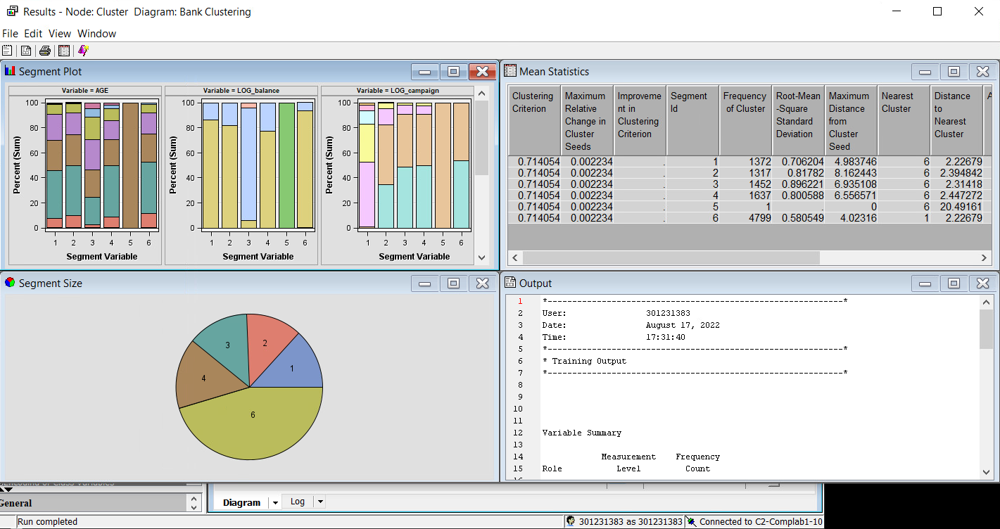 Results - Node: Cluster Diagram: Bank Clustering
File Edit View Window
Segment Plot
Variable = AGE
Variable = LOG_balance
Variable = LOG_campaign
Percent (Sum)
100
80
60
40
20
0
1 2 3 4 5 6
Segment Variable
Percent (Sum)
100
80
60
40
20
0
1 2 3 4 5 6
Segment Variable
Percent (Sum)
100
80
60
40
20
0
1 2 3 4 5 6
Segment Variable
Mean Statistics
Clustering Criterion
Maximum Relative Change in Cluster Seeds
Improveme nt in Clustering Criterion
Segment Id
Frequency of Cluster
Root-Mean -Square Standard Deviation
Maximum Distance from Cluster Seed
Nearest Cluster
Distance to Nearest Cluster
A
0.714054 0.002234 . 1 1372 0.706204 4.983746 6 2.22679
0.714054 0.002234 . 2 1317 0.81782 8.162443 6 2.394842
0.714054 0.002234 . 3 1452 0.896221 6.935108 6 2.31418
0.714054 0.002234 . 4 1637 0.800588 6.556571 6 2.447272
0.714054 0.002234 . 5 1 . 0 6 20.49161
0.714054 0.002234 . 6 4799 0.580549 4.02316 1 2.22679
Segment Size
3
2
1
4
6
Output
1 *----------------------------------------------------------------*
2 User: 301231383
3 Date: August 17, 2022
4 Time: 17:31:40
5 *----------------------------------------------------------------*
6 * Training Output
7 *----------------------------------------------------------------*
8
9
10
11
12 Variable Summary
13
14 Measurement Frequency
15 Role Level Count
General
Diagram
Log
Run completed
301231383 as 301231383
Connected to C2-Complab1-10